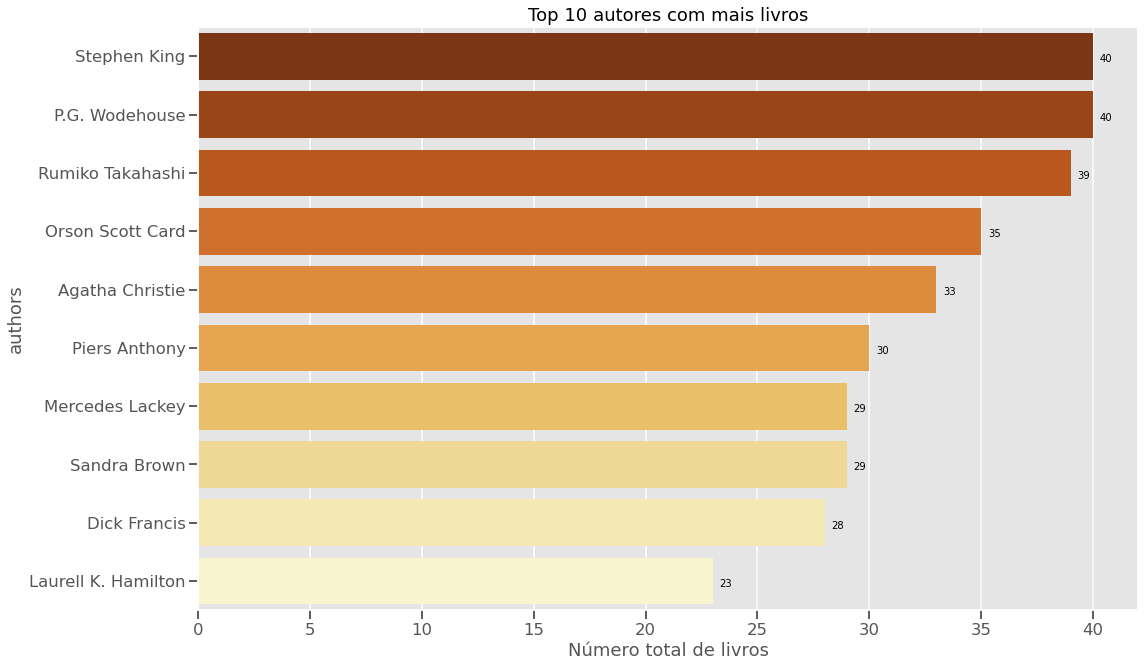 Top 10 autores com mais livros
authors
Stephen King
40
P.G. Wodehouse
40
Rumiko Takahashi
39
Orson Scott Card
35
Agatha Christie
33
Piers Anthony
30
Mercedes Lackey
29
Sandra Brown
29
Dick Francis
28
Laurell K. Hamilton
23
0 5 10 15 20 25 30 35 40
Número total de livros